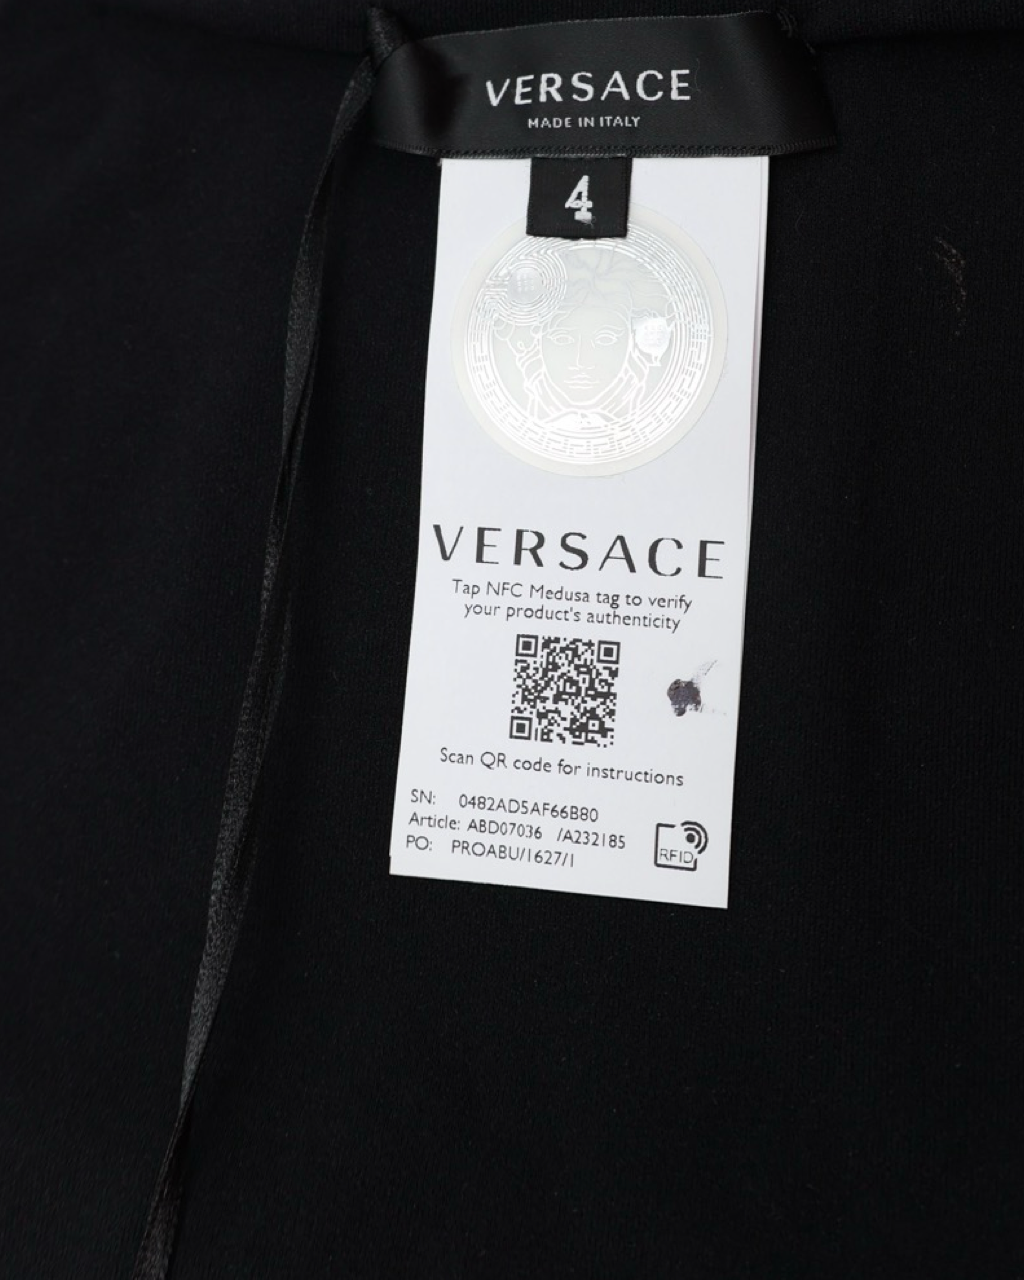 VERSACE
MADE IN ITALY
4
VERSACE
Tap NFC Medusa tag to verify
your product's authenticity
Scan QR code for instructions
SN: 0482AD5AF66B80
Article: ABD07036 /A232185
PO: PROABU/1627/1
RFID